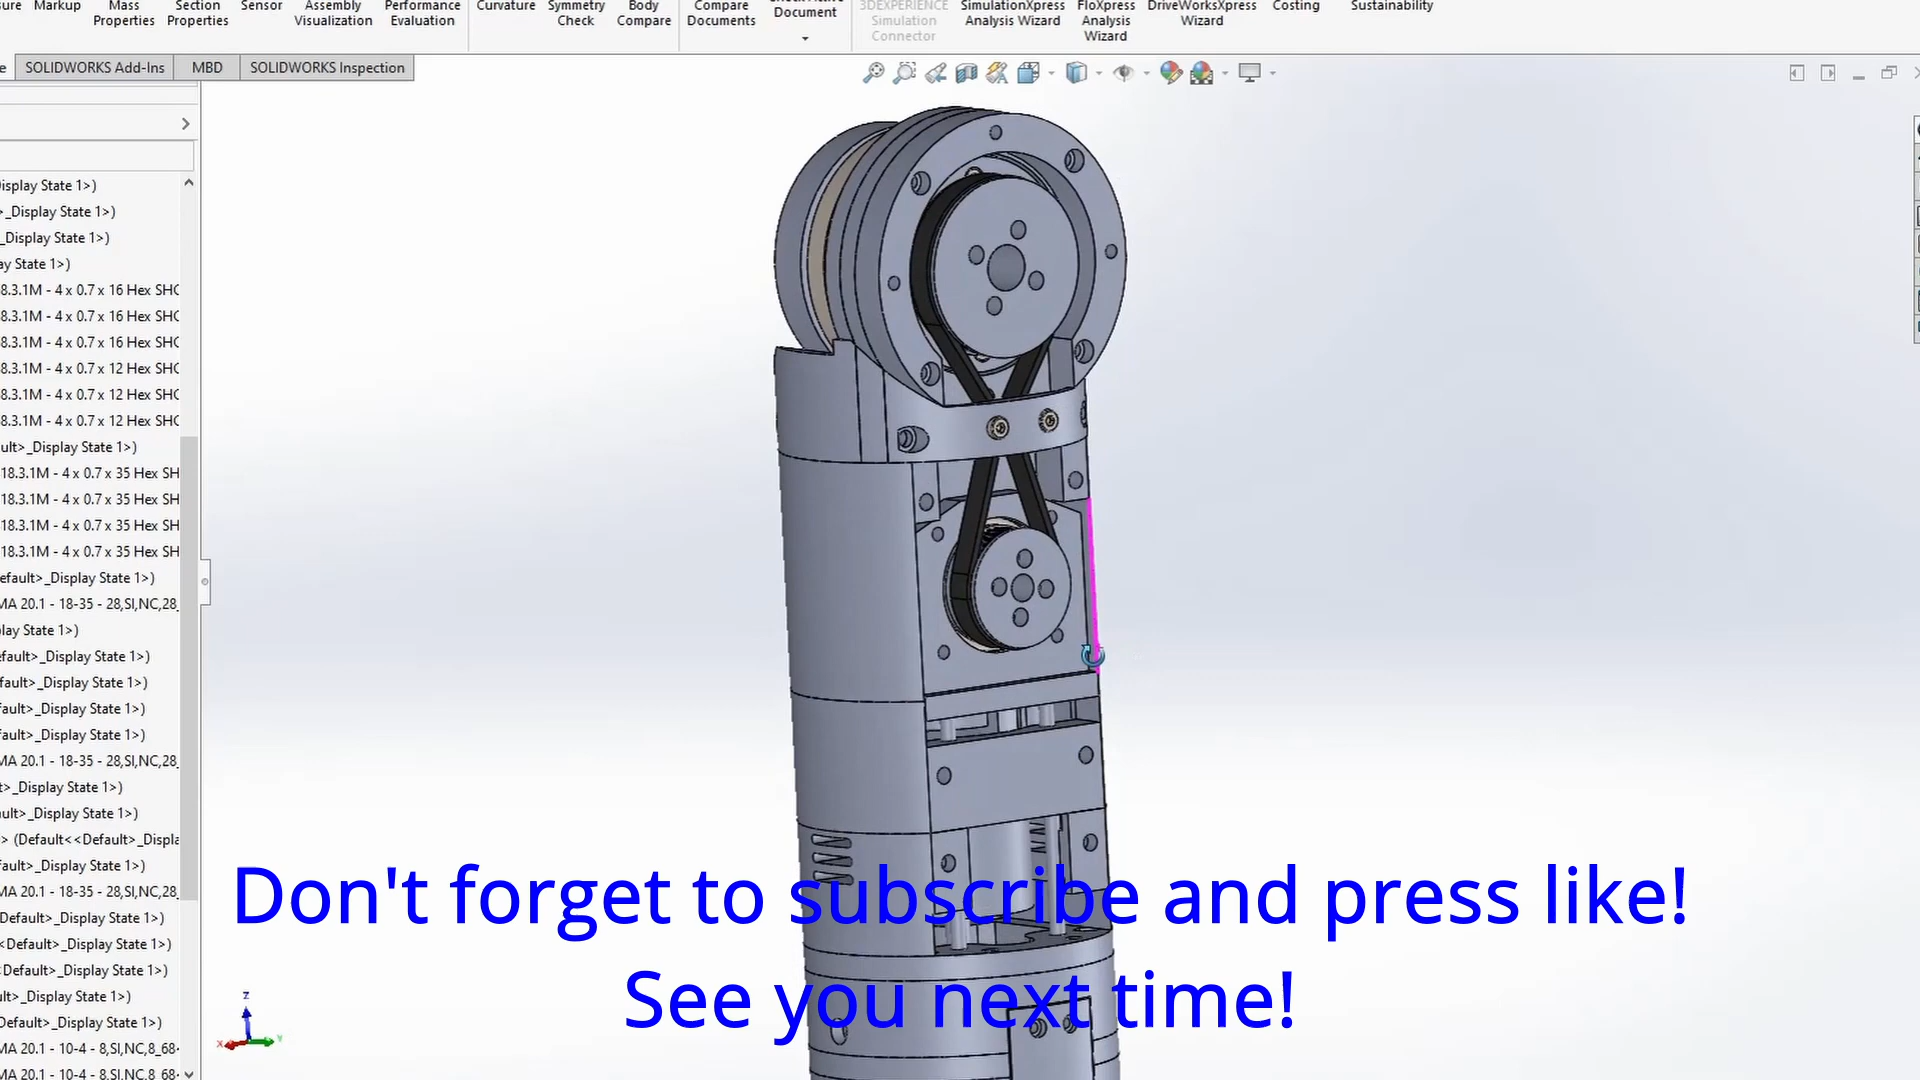 Markup
Mass Properties
Section Properties
Sensor
Assembly Visualization
Performance Evaluation
Curvature
Symmetry Check
Body Compare
Compare Documents
Document
3DEXPERIENCE Simulation Connector
SimulationXpress Analysis Wizard
FloXpress Analysis Wizard
DriveWorksXpress Wizard
Costing
Sustainability
SOLIDWORKS Add-Ins
MBD
SOLIDWORKS Inspection
isplay State 1>)
>_Display State 1>)
_Display State 1>)
ay State 1>)
8.3.1M - 4 x 0.7 x 16 Hex SHC
8.3.1M - 4 x 0.7 x 16 Hex SHC
8.3.1M - 4 x 0.7 x 16 Hex SHC
8.3.1M - 4 x 0.7 x 12 Hex SHC
8.3.1M - 4 x 0.7 x 12 Hex SHC
8.3.1M - 4 x 0.7 x 12 Hex SHC
ult>_Display State 1>)
18.3.1M - 4 x 0.7 x 35 Hex SH
18.3.1M - 4 x 0.7 x 35 Hex SH
18.3.1M - 4 x 0.7 x 35 Hex SH
18.3.1M - 4 x 0.7 x 35 Hex SH
efault>_Display State 1>)
MA 20.1 - 18-35 - 28,SI,NC,28_
lay State 1>)
efault>_Display State 1>)
fault>_Display State 1>)
efault>_Display State 1>)
efault>_Display State 1>)
MA 20.1 - 18-35 - 28,SI,NC,28_
t>_Display State 1>)
ult>_Display State 1>)
> (Default<<Default>_Displa
efault>_Display State 1>)
MA 20.1 - 18-35 - 28,SI,NC,28_
Default>_Display State 1>)
<Default>_Display State 1>)
Default>_Display State 1>)
ult>_Display State 1>)
Default>_Display State 1>)
MA 20.1 - 10-4 - 8,SI,NC,8_68
MA 20.1 - 10-4 - 8,SI,NC,8_68
Z
X
Y
Don't forget to subscribe and press like!
See you next time!